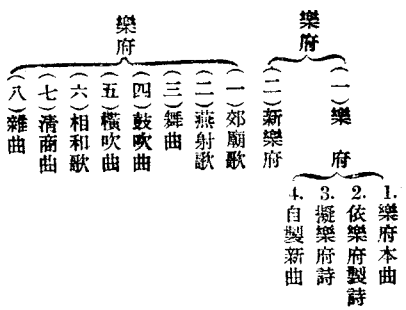 樂府
(一)樂府
1.樂府本曲
2.依樂府製詩
3.擬樂府詩
4.自製新曲
(二)新樂府
樂府
(一)郊廟歌
(二)燕射歌
(三)舞曲
(四)鼓吹曲
(五)橫吹曲
(六)相和歌
(七)清商曲
(八)雜曲